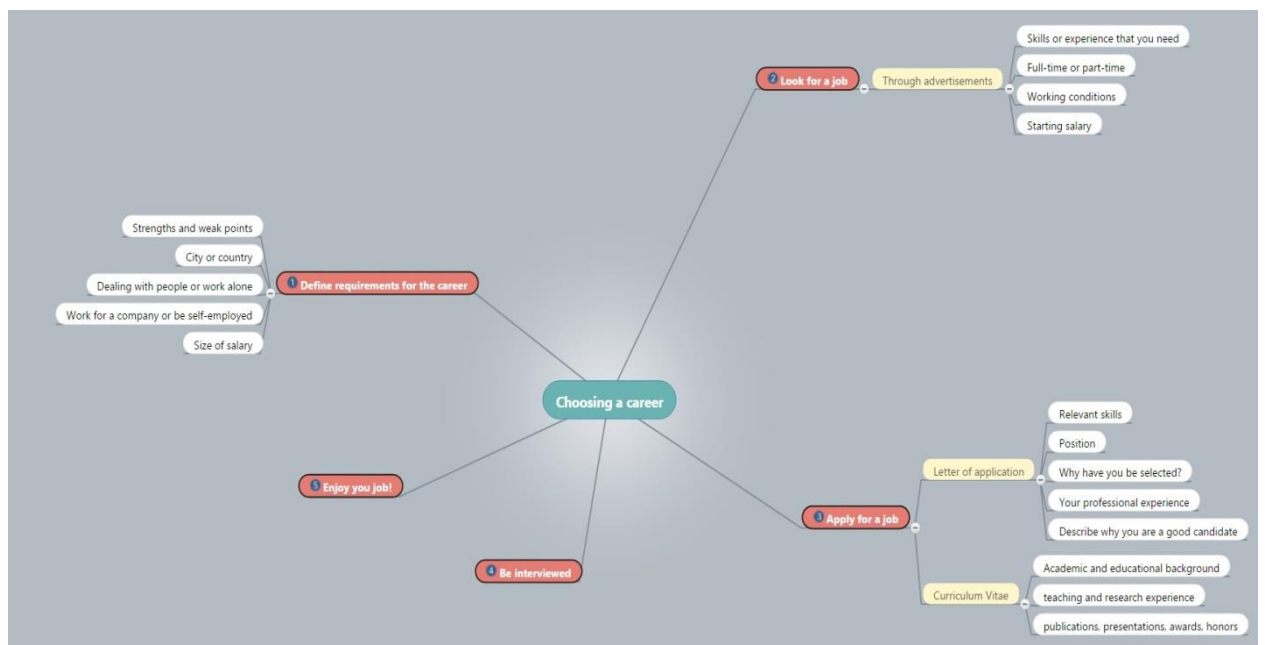 Choosing a career
1 Define requirements for the career
Strengths and weak points
City or country
Dealing with people or work alone
Work for a company or be self-employed
Size of salary
2 Look for a job
Through advertisements
Skills or experience that you need
Full-time or part-time
Working conditions
Starting salary
3 Apply for a job
Letter of application
Relevant skills
Position
Why have you be selected?
Your professional experience
Describe why you are a good candidate
Curriculum Vitae
Academic and educational background
teaching and research experience
publications, presentations, awards, honors
4 Be interviewed
5 Enjoy you job!